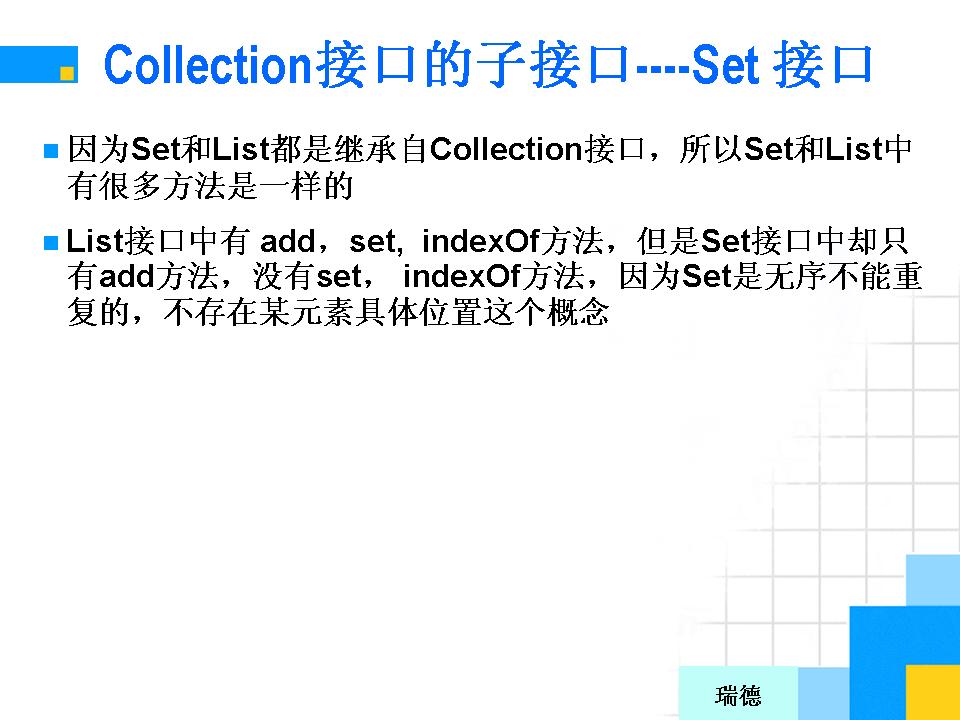 Collection接口的子接口----Set 接口
因为Set和List都是继承自Collection接口，所以Set和List中
有很多方法是一样的
List接口中有 add，set,  indexOf方法，但是Set接口中却只
有add方法，没有set， indexOf方法，因为Set是无序不能重
复的，不存在某元素具体位置这个概念
瑞德